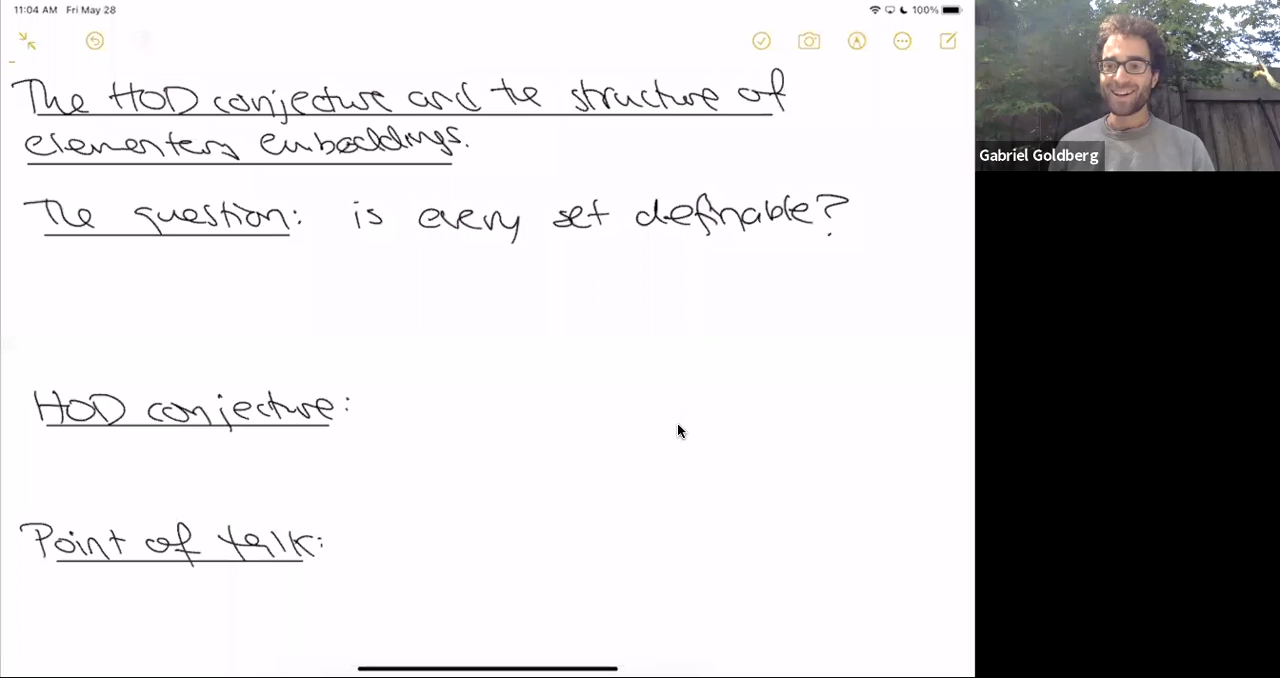 11:04 AM Fri May 28
100%
The HOD conjecture and the structure of
elementary embeddings.
The question: is every set definable?
HOD conjecture:
Point of talk:
Gabriel Goldberg